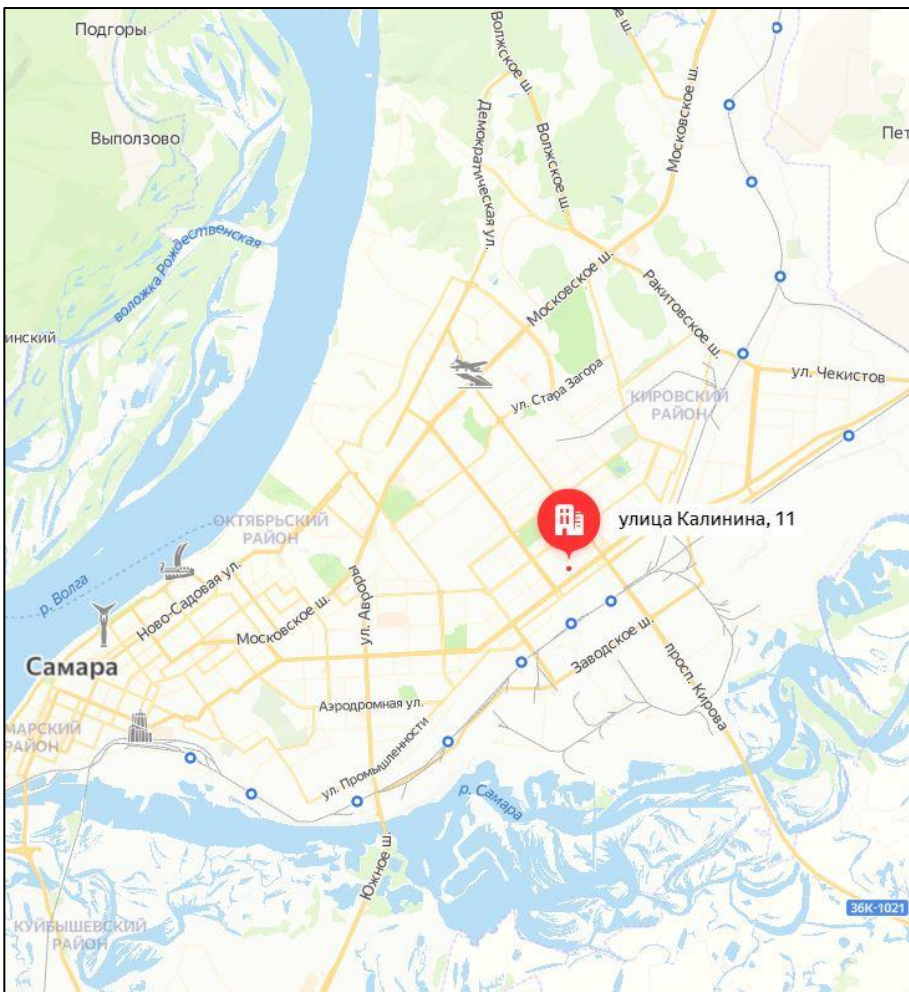 Подгоры
Волжское ш.
ое ш.
Московское ш.
Демократическая ул.
Волжское ш.
Выползово
Пет
воложка Рождественская
Московское ш.
Ракитовское ш.
инский
ул. Чекистов
ул. Стара Загора
КИРОВСКИЙ
РАЙОН
улица Калинина, 11
ОКТЯБРЬСКИЙ
РАЙОН
р. Волга
Ново-Садовая ул.
Московское ш.
ул. Авроры
Заводское ш.
просп. Кирова
Самара
Аэродромная ул.
МАРСКИЙ
РАЙОН
ул. Промышленности
р. Самара
Южное ш.
36К-1021
КУЙБЫШЕВСКИЙ
РАЙОН